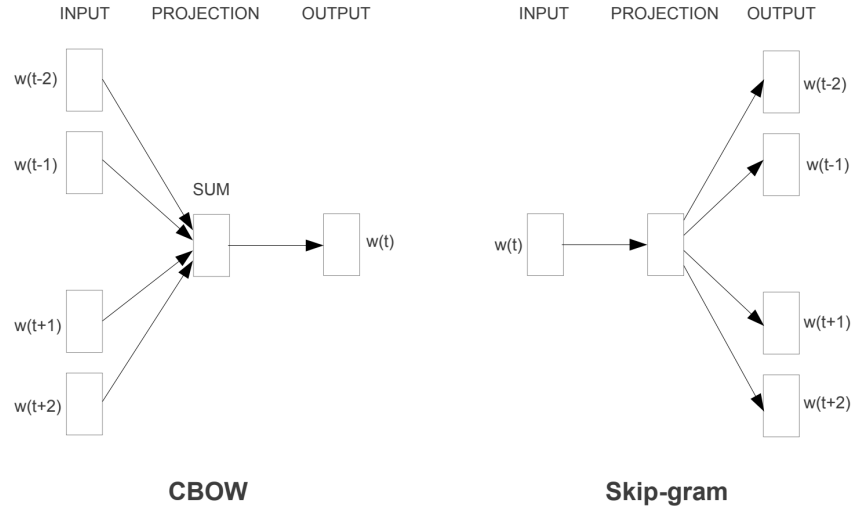 INPUT PROJECTION OUTPUT
w(t-2)
w(t-1)
SUM
w(t)
w(t+1)
w(t+2)
CBOW
INPUT PROJECTION OUTPUT
w(t-2)
w(t-1)
w(t)
w(t+1)
w(t+2)
Skip-gram